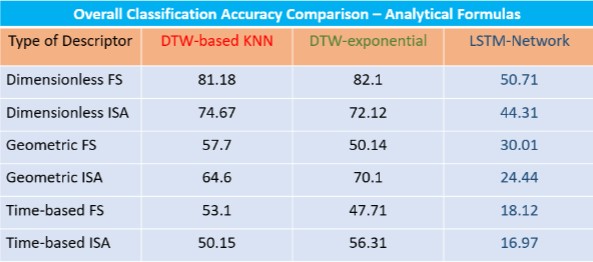 Overall Classification Accuracy Comparison – Analytical Formulas
Type of Descriptor DTW-based KNN DTW-exponential LSTM-Network
Dimensionless FS 81.18 82.1 50.71
Dimensionless ISA 74.67 72.12 44.31
Geometric FS 57.7 50.14 30.01
Geometric ISA 64.6 70.1 24.44
Time-based FS 53.1 47.71 18.12
Time-based ISA 50.15 56.31 16.97